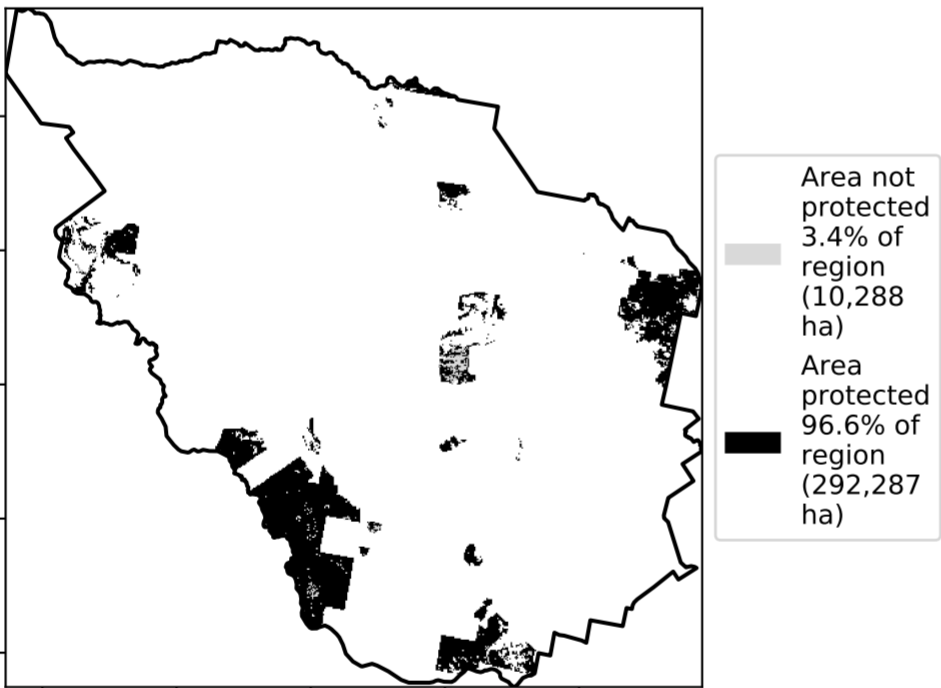 Area not
protected
3.4% of
region
(10,288
ha)
Area
protected
96.6% of
region
(292,287
ha)